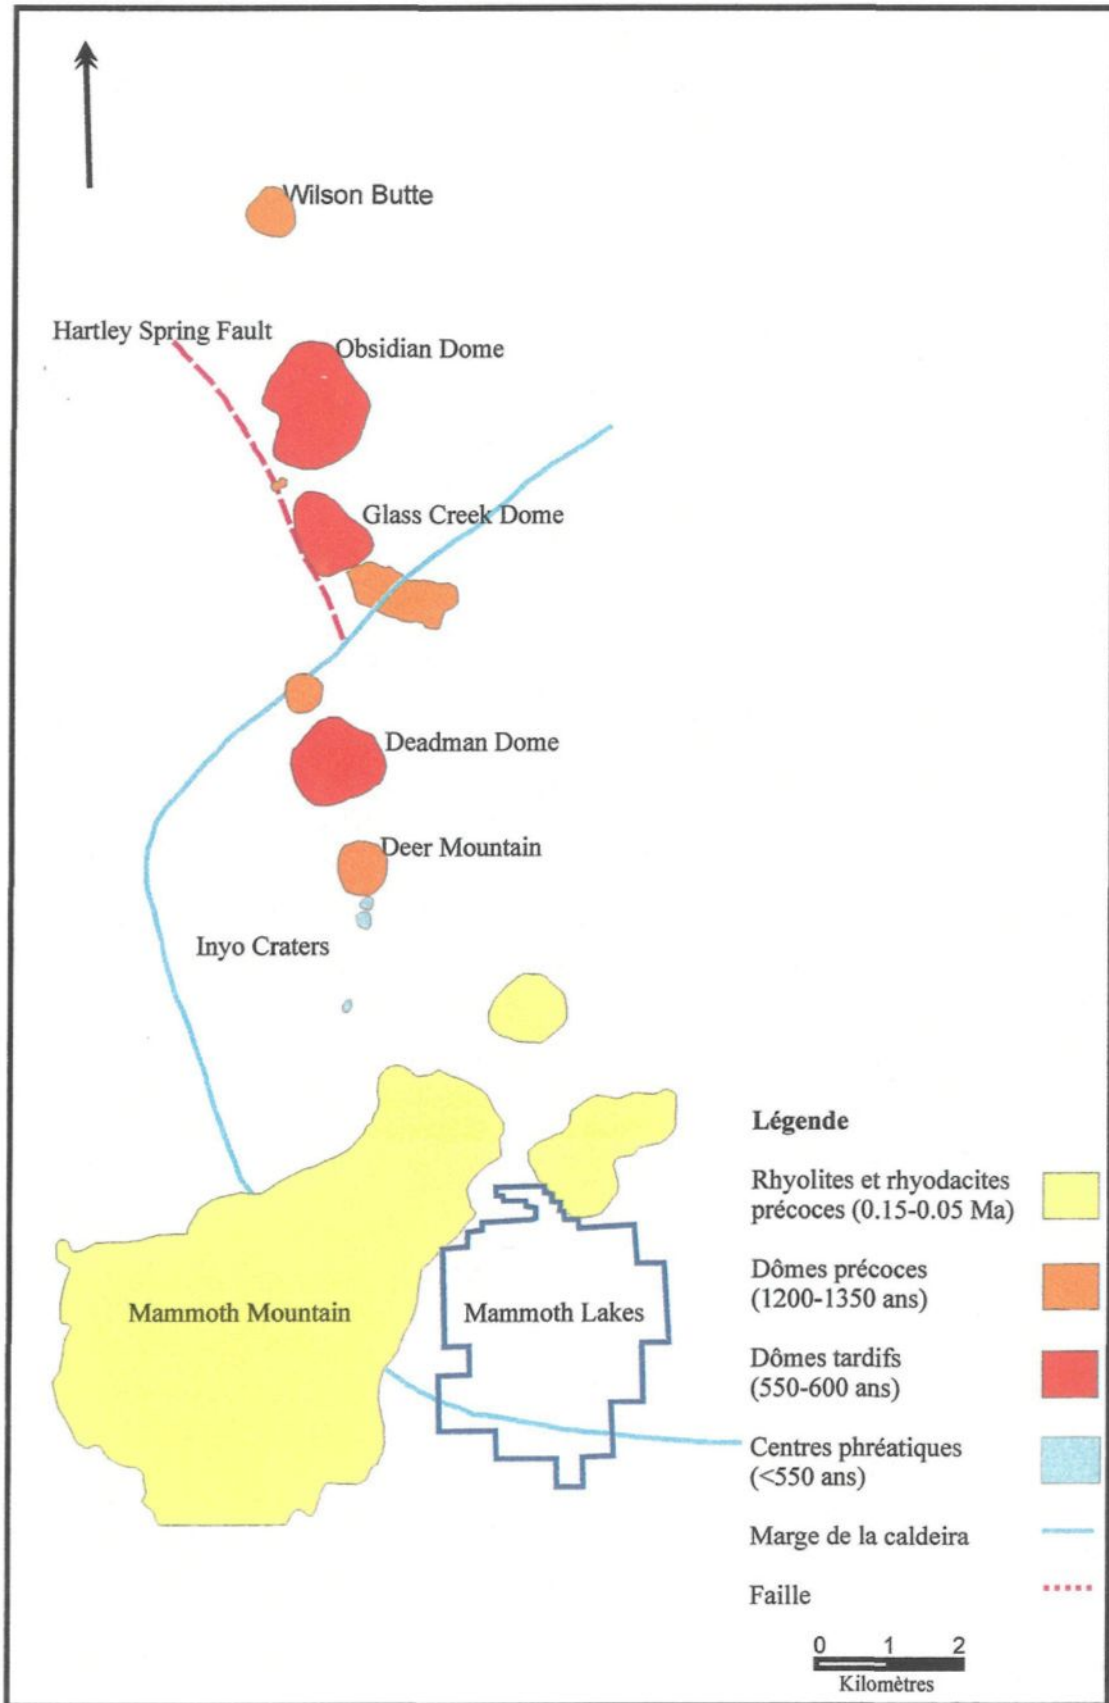 Wilson Butte
Hartley Spring Fault
Obsidian Dome
Glass Creek Dome
Deadman Dome
Deer Mountain
Inyo Craters
Mammoth Mountain
Mammoth Lakes
Légende
Rhyolites et rhyodacites
précoces (0.15-0.05 Ma)
Dômes précoces
(1200-1350 ans)
Dômes tardifs
(550-600 ans)
Centres phréatiques
(<550 ans)
Marge de la caldeira
Faille
0 1 2
Kilomètres